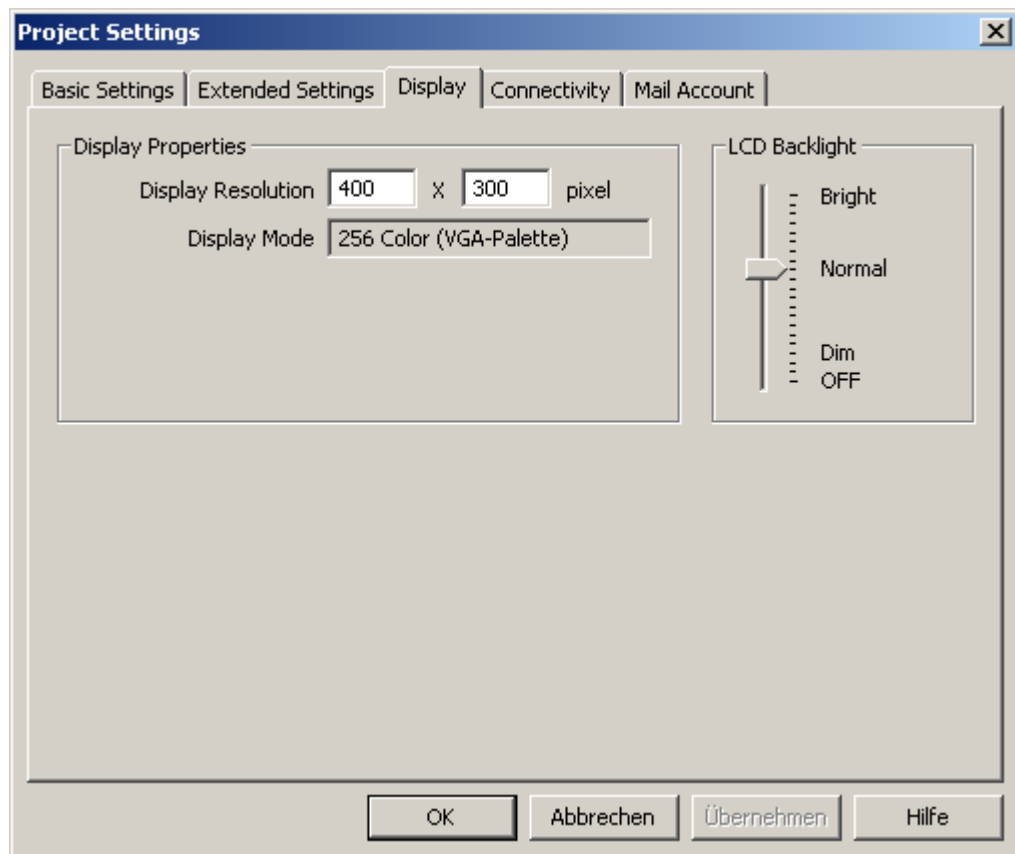 Project Settings
Basic Settings Extended Settings Display Connectivity Mail Account
Display Properties
Display Resolution 400 X 300 pixel
Display Mode 256 Color (VGA-Palette)
LCD Backlight
Bright
Normal
Dim
OFF
OK Abbrechen Übernehmen Hilfe